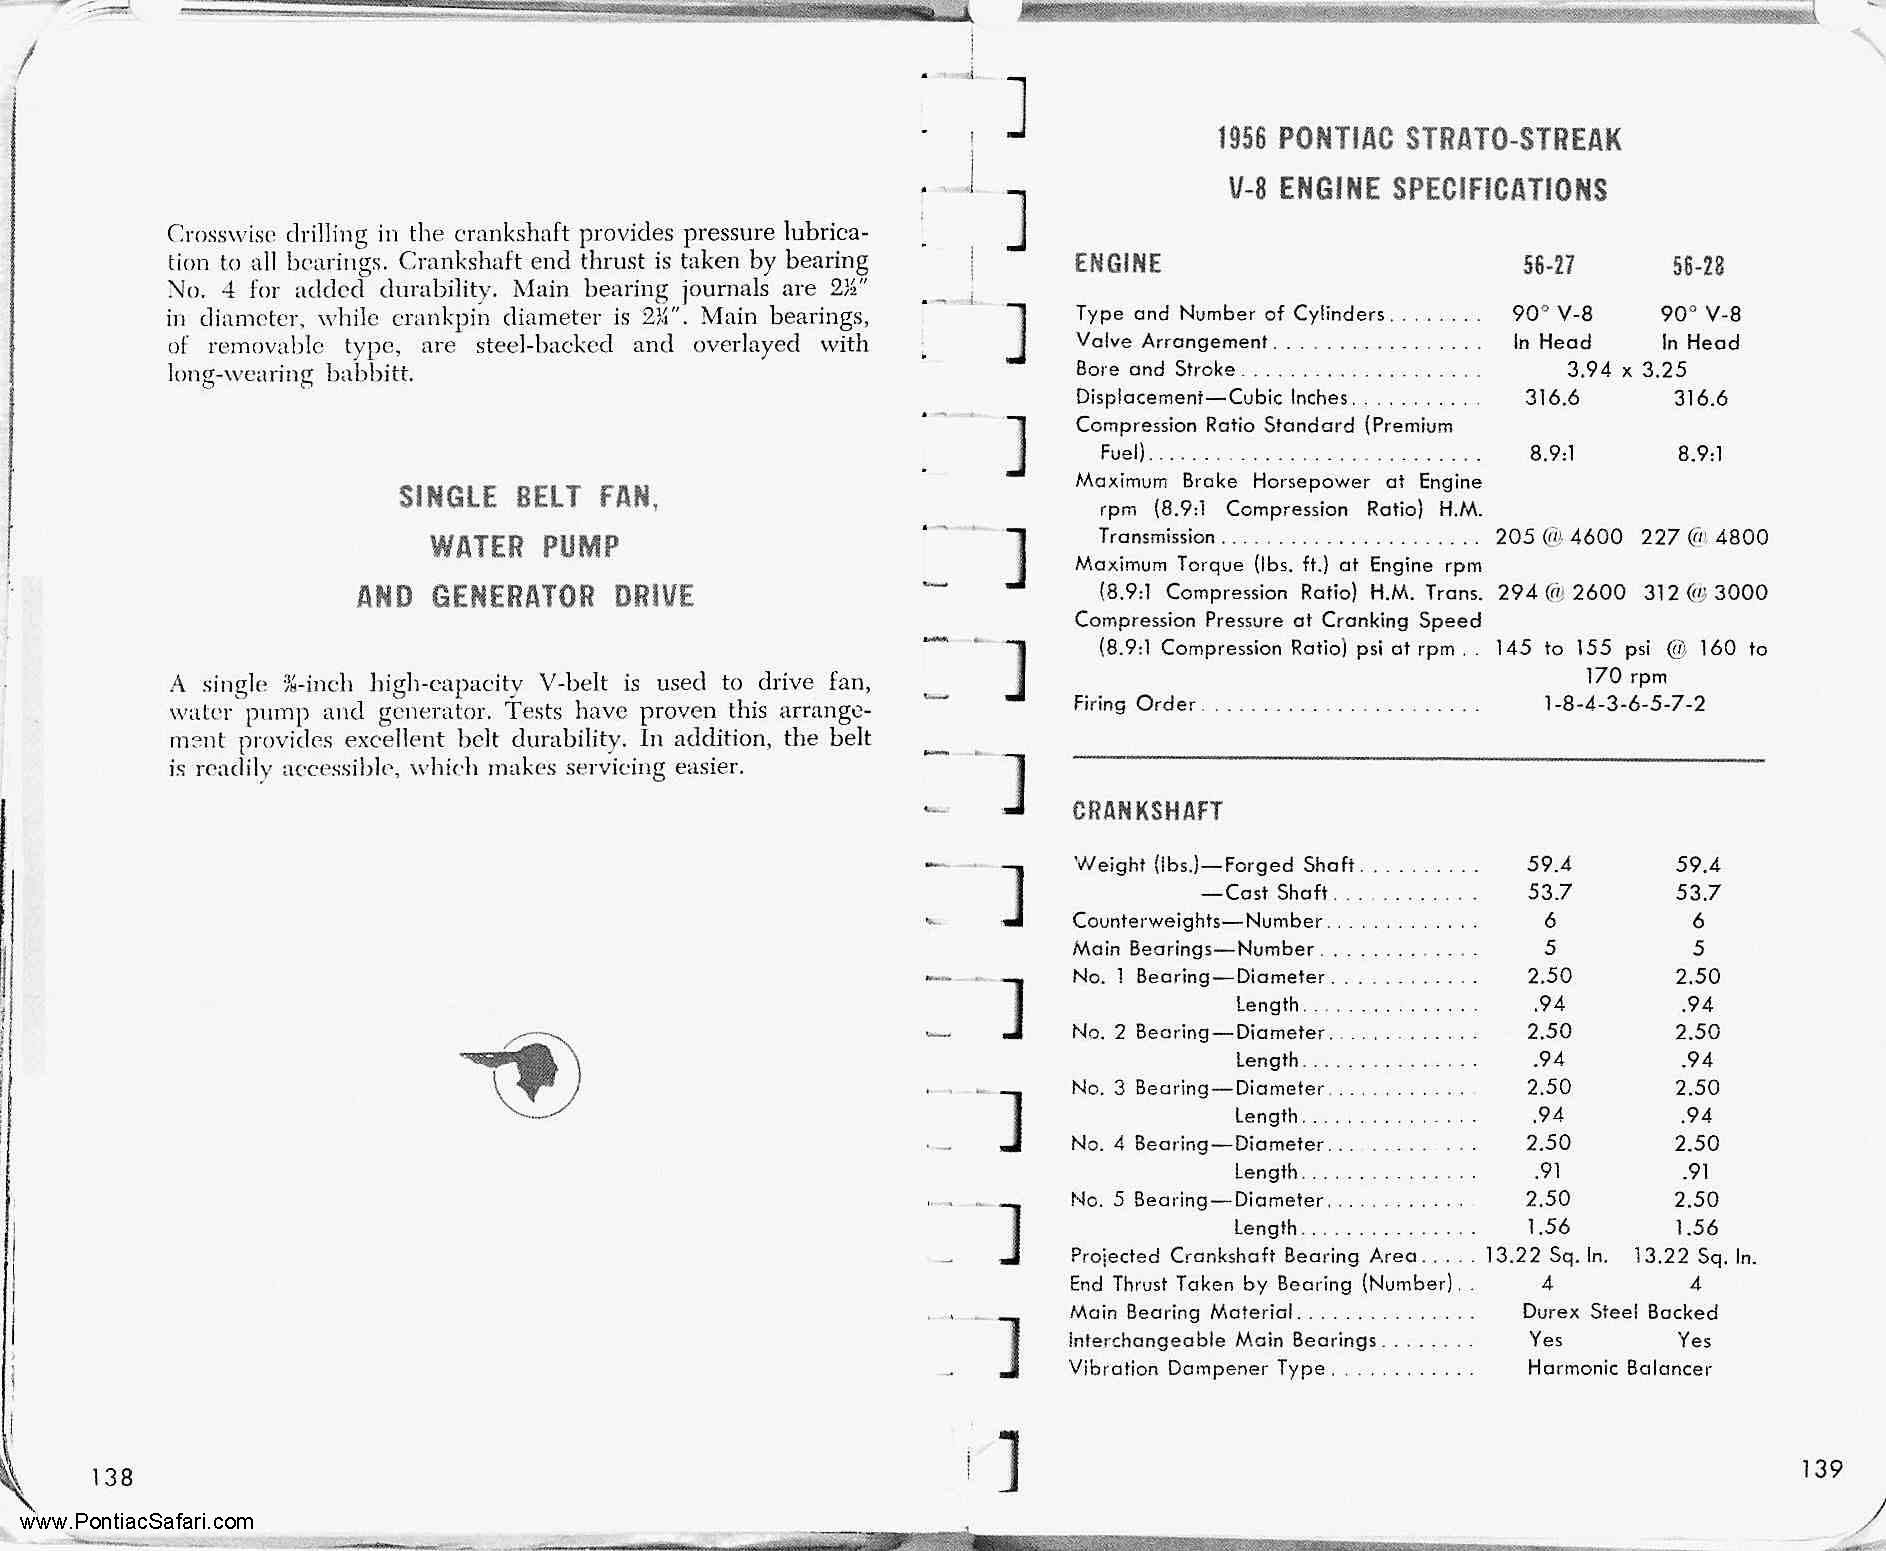 Crosswise drilling in the crankshaft provides pressure lubrica-
tion to all bearings. Crankshaft end thrust is taken by bearing
No. 4 for added durability. Main bearing journals are 2½"
in diameter, while crankpin diameter is 2¼". Main bearings,
of removable type, are steel-backed and overlayed with
long-wearing babbitt.
SINGLE BELT FAN,
WATER PUMP
AND GENERATOR DRIVE
A single ⅜-inch high-capacity V-belt is used to drive fan,
water pump and generator. Tests have proven this arrange-
ment provides excellent belt durability. In addition, the belt
is readily accessible, which makes servicing easier.
138
www.PontiacSafari.com
1956 PONTIAC STRATO-STREAK
V-8 ENGINE SPECIFICATIONS
ENGINE 56-27 56-28
Type and Number of Cylinders........ 90° V-8 90° V-8
Valve Arrangement................. In Head In Head
Bore and Stroke.................... 3.94 x 3.25
Displacement—Cubic Inches........... 316.6 316.6
Compression Ratio Standard (Premium
Fuel)........................... 8.9:1 8.9:1
Maximum Brake Horsepower at Engine
rpm (8.9:1 Compression Ratio) H.M.
Transmission...................... 205 @ 4600 227 @ 4800
Maximum Torque (lbs. ft.) at Engine rpm
(8.9:1 Compression Ratio) H.M. Trans. 294 @ 2600 312 @ 3000
Compression Pressure at Cranking Speed
(8.9:1 Compression Ratio) psi at rpm.. 145 to 155 psi @ 160 to
170 rpm
Firing Order....................... 1-8-4-3-6-5-7-2
CRANKSHAFT
Weight (lbs.)—Forged Shaft.......... 59.4 59.4
—Cast Shaft............ 53.7 53.7
Counterweights—Number............. 6 6
Main Bearings—Number............. 5 5
No. 1 Bearing—Diameter............ 2.50 2.50
Length............... .94 .94
No. 2 Bearing—Diameter............ 2.50 2.50
Length............... .94 .94
No. 3 Bearing—Diameter............ 2.50 2.50
Length............... .94 .94
No. 4 Bearing—Diameter............ 2.50 2.50
Length............... .91 .91
No. 5 Bearing—Diameter............ 2.50 2.50
Length............... 1.56 1.56
Projected Crankshaft Bearing Area..... 13.22 Sq. In. 13.22 Sq. In.
End Thrust Taken by Bearing (Number).. 4 4
Main Bearing Material............... Durex Steel Backed
Interchangeable Main Bearings........ Yes Yes
Vibration Dampener Type............ Harmonic Balancer
139